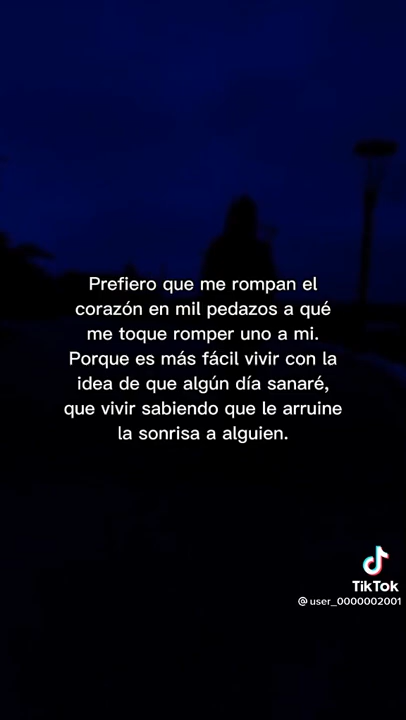 Prefiero que me rompan el
corazón en mil pedazos a qué
me toque romper uno a mi.
Porque es más fácil vivir con la
idea de que algún día sanaré,
que vivir sabiendo que le arruine
la sonrisa a alguien.
TikTok
@user_0000002001